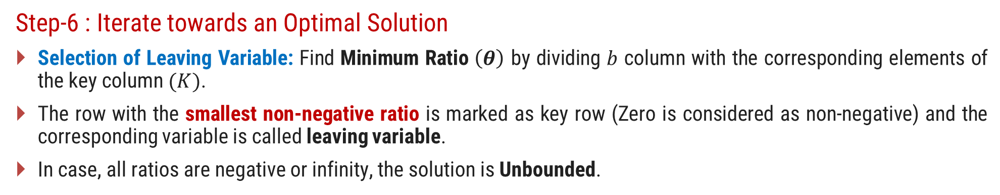 Step-6 : Iterate towards an Optimal Solution
Selection of Leaving Variable: Find Minimum Ratio (θ) by dividing b column with the corresponding elements of
the key column (K).
The row with the smallest non-negative ratio is marked as key row (Zero is considered as non-negative) and the
corresponding variable is called leaving variable.
In case, all ratios are negative or infinity, the solution is Unbounded.